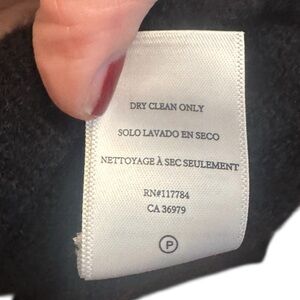 DRY CLEAN ONLY
SOLO LAVADO EN SECO
NETTOYAGE À SEC SEULEMENT
RN#117784
CA 36979
P